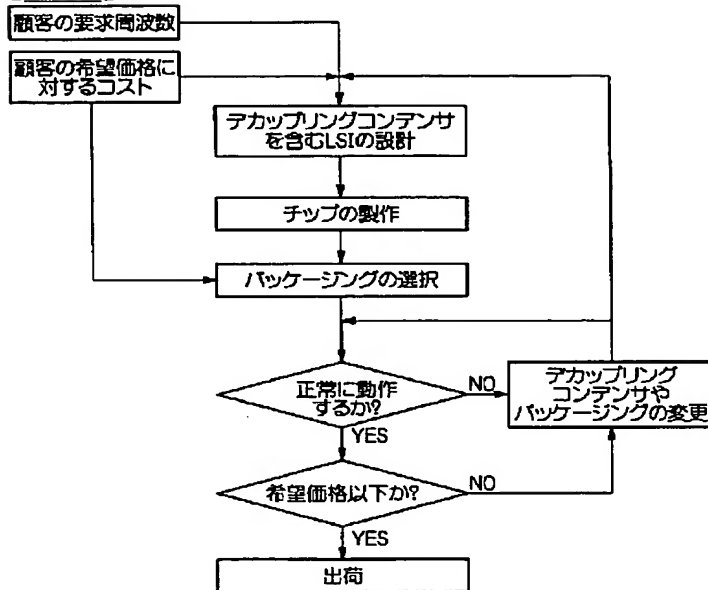 顧客の要求周波数
顧客の希望価格に
対するコスト
デカップリングコンデンサ
を含むLSIの設計
チップの製作
パッケージングの選択
正常に動作
するか?
NO
デカップリング
コンデンサや
パッケージングの変更
YES
希望価格以下か?
NO
YES
出荷